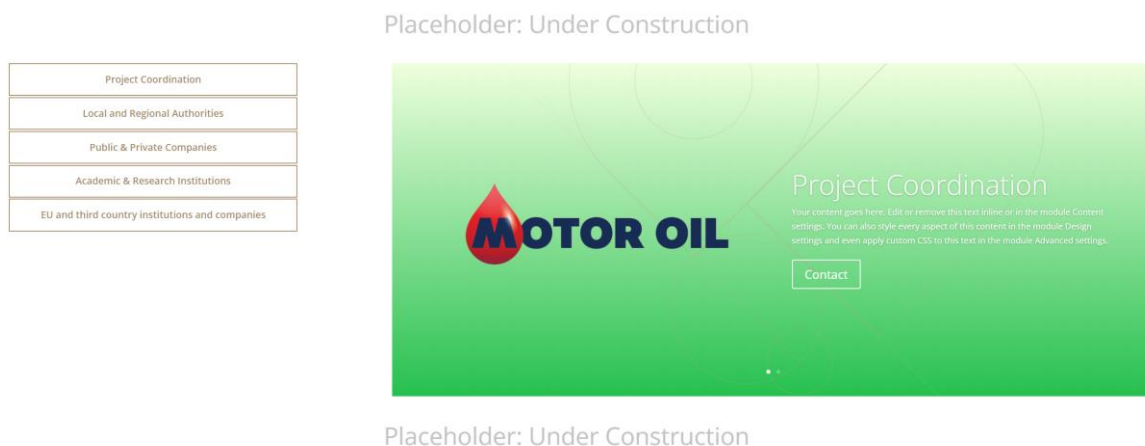 Placeholder: Under Construction
Project Coordination
Local and Regional Authorities
Public & Private Companies
Academic & Research Institutions
EU and third country institutions and companies
MOTOR OIL
Project Coordination
Your content goes here. Edit or remove this text inline or in the module Content
settings. You can also style every aspect of this content in the module Design
settings and even apply custom CSS to this text in the module Advanced settings.
Contact
Placeholder: Under Construction